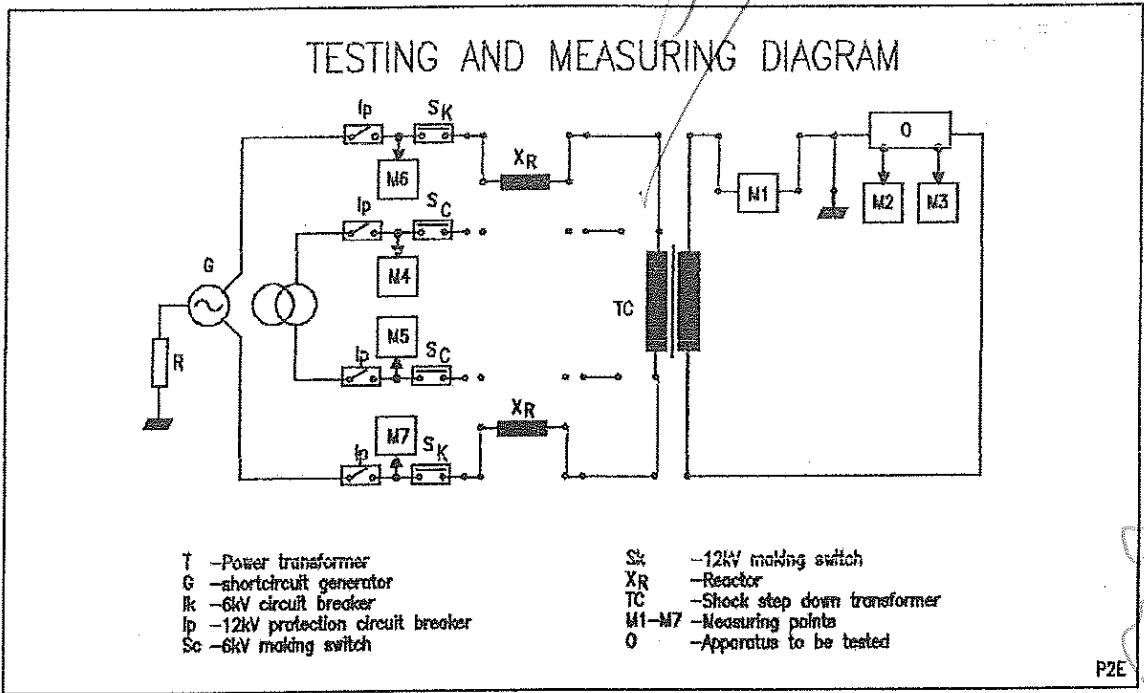 TESTING AND MEASURING DIAGRAM
Ip
SK
XR
M6
Ip
SC
M4
M1
O
M2
M3
G
R
TC
M5
Ip
SC
XR
M7
Ip
SK
T -Power transformer
G -shortcircuit generator
Ik -6kV circuit breaker
Ip -12kV protection circuit breaker
Sc -6kV making switch
Sk -12kV making switch
XR -Reactor
TC -Shock step down transformer
M1-M7 -Measuring points
O -Apparatus to be tested
P2E